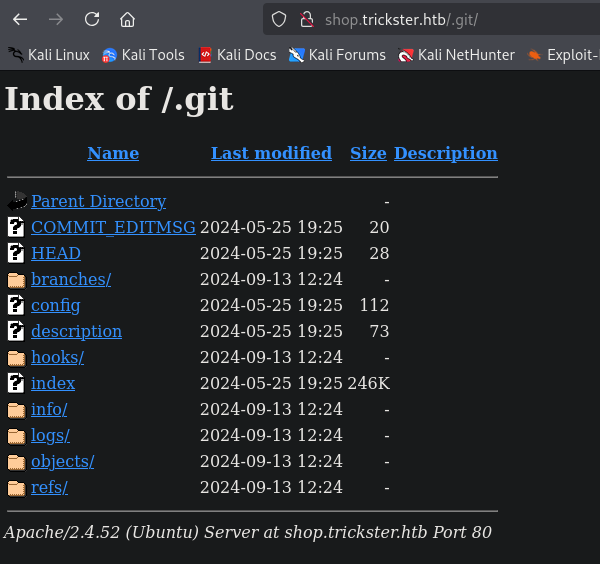 shop.trickster.htb/.git/
Kali Linux Kali Tools Kali Docs Kali Forums Kali NetHunter Exploit-
Index of /.git
Name Last modified Size Description
Parent Directory -
COMMIT_EDITMSG 2024-05-25 19:25 20
HEAD 2024-05-25 19:25 28
branches/ 2024-09-13 12:24 -
config 2024-05-25 19:25 112
description 2024-05-25 19:25 73
hooks/ 2024-09-13 12:24 -
index 2024-05-25 19:25 246K
info/ 2024-09-13 12:24 -
logs/ 2024-09-13 12:24 -
objects/ 2024-09-13 12:24 -
refs/ 2024-09-13 12:24 -
Apache/2.4.52 (Ubuntu) Server at shop.trickster.htb Port 80